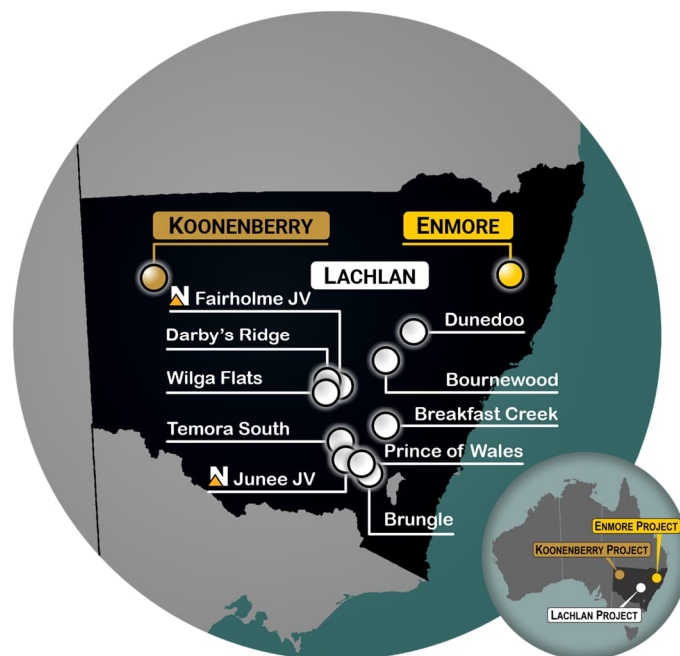 KOONENBERRY
ENMORE
LACHLAN
N Fairholme JV
Dunedoo
Darby's Ridge
Wilga Flats
Bournewood
Breakfast Creek
Temora South
Prince of Wales
N Junee JV
Brungle
ENMORE PROJECT
KOONENBERRY PROJECT
LACHLAN PROJECT